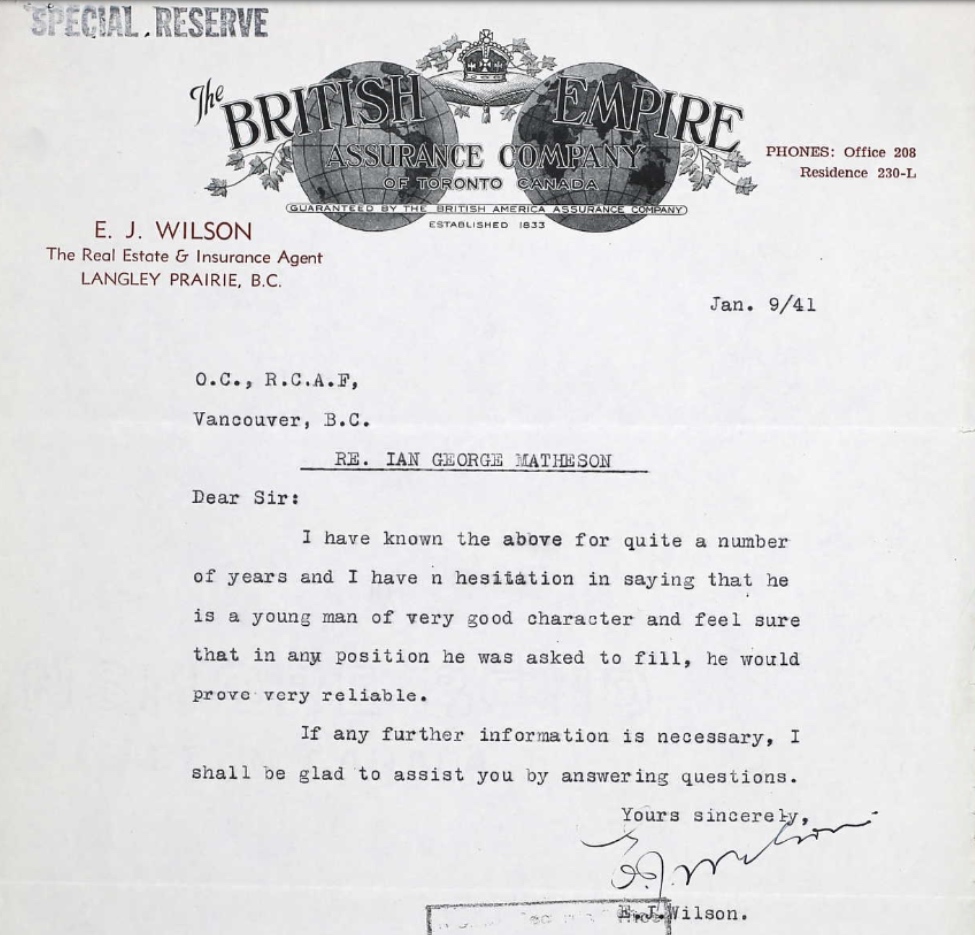 SPECIAL RESERVE
The BRITISH EMPIRE
ASSURANCE COMPANY
OF TORONTO CANADA
GUARANTEED BY THE BRITISH AMERICA ASSURANCE COMPANY
ESTABLISHED 1833
PHONES: Office 208
Residence 230-L
E. J. WILSON
The Real Estate & Insurance Agent
LANGLEY PRAIRIE, B.C.
Jan. 9/41
O.C., R.C.A.F,
Vancouver, B.C.
RE. IAN GEORGE MATHESON
Dear Sir:
I have known the above for quite a number
of years and I have n hesitation in saying that he
is a young man of very good character and feel sure
that in any position he was asked to fill, he would
prove very reliable.
If any further information is necessary, I
shall be glad to assist you by answering questions.
Yours sincerely,
E.J. Wilson
E.J.Wilson.